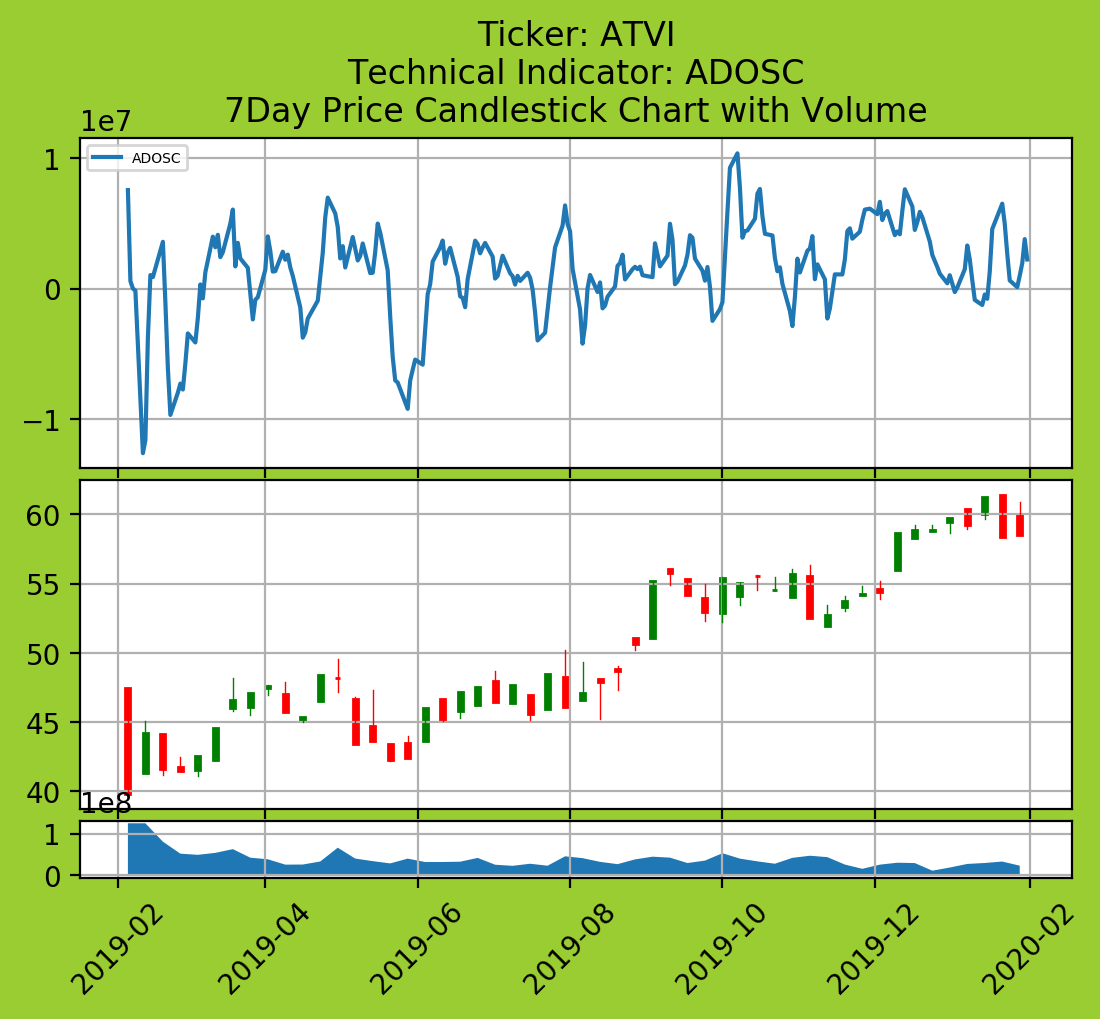 Ticker: ATVI
Technical Indicator: ADOSC
7Day Price Candlestick Chart with Volume
1e7
ADOSC
1
0
−1
60
55
50
45
40
1e8
1
0
2019-02
2019-04
2019-06
2019-08
2019-10
2019-12
2020-02